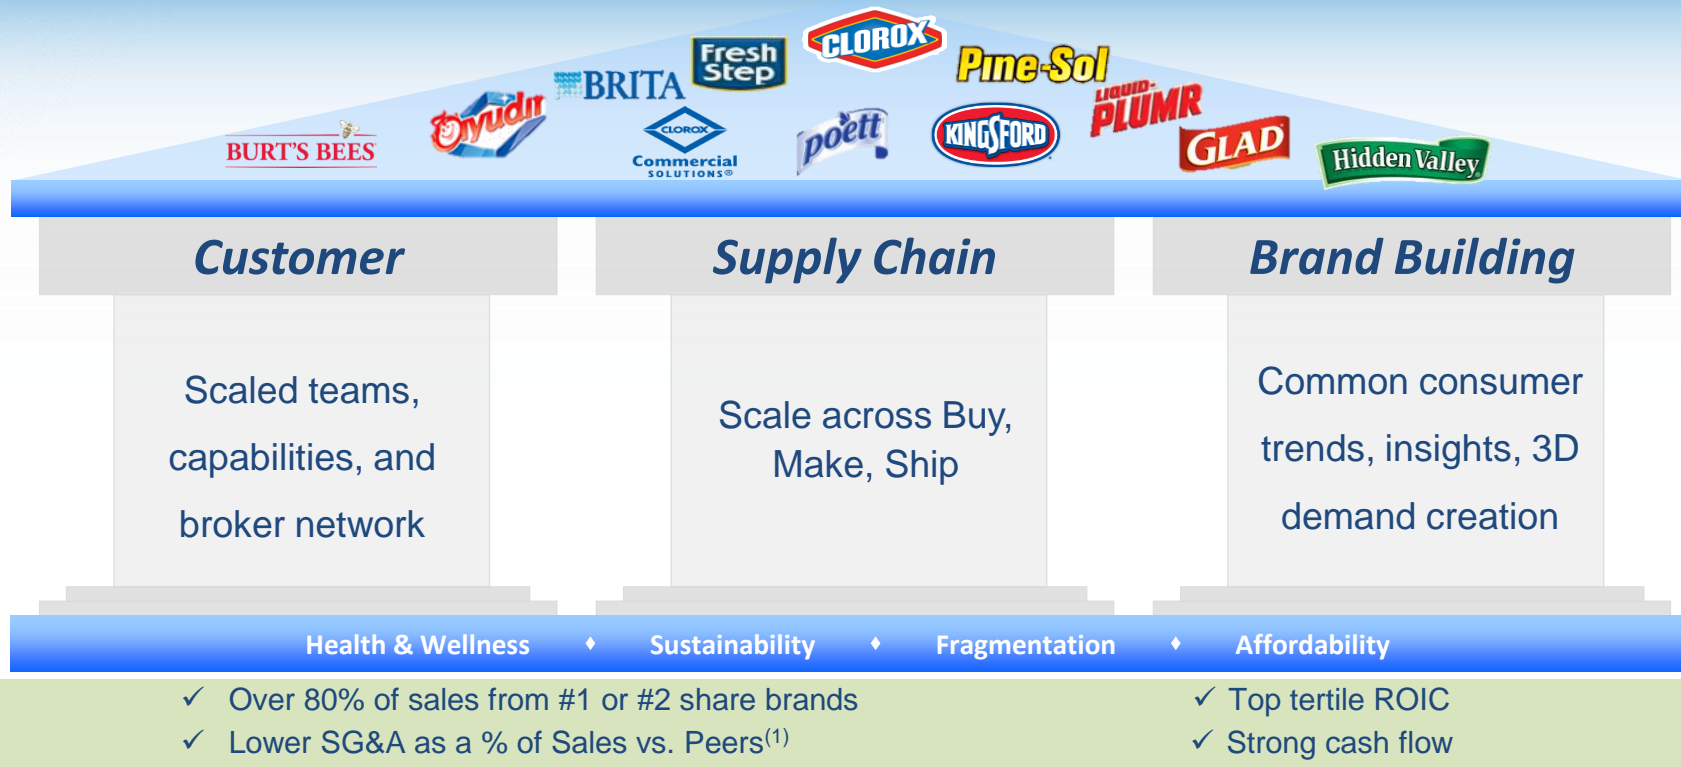 CLOROX
Fresh
Step
Pine-Sol
BRITA
LIQUID-
PLUMR
Ayudín
CLOROX
Commercial
SOLUTIONS®
poett
KINGSFORD
GLAD
BURT'S BEES
Hidden Valley
Customer
Supply Chain
Brand Building
Scaled teams,
capabilities, and
broker network
Scale across Buy,
Make, Ship
Common consumer
trends, insights, 3D
demand creation
Health & Wellness ♦ Sustainability ♦ Fragmentation ♦ Affordability
✓ Over 80% of sales from #1 or #2 share brands
✓ Lower SG&A as a % of Sales vs. Peers(1)
✓ Top tertile ROIC
✓ Strong cash flow